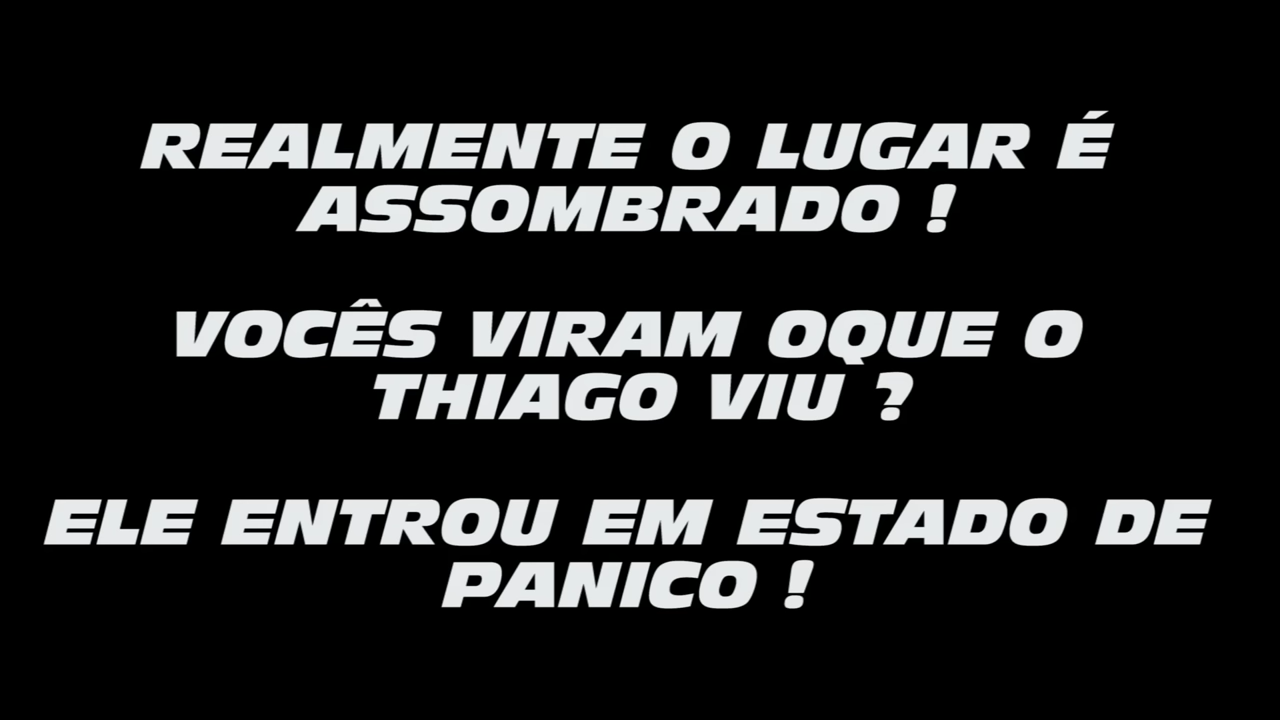 REALMENTE O LUGAR É
ASSOMBRADO !
VOCÊS VIRAM OQUE O
THIAGO VIU ?
ELE ENTROU EM ESTADO DE
PANICO !